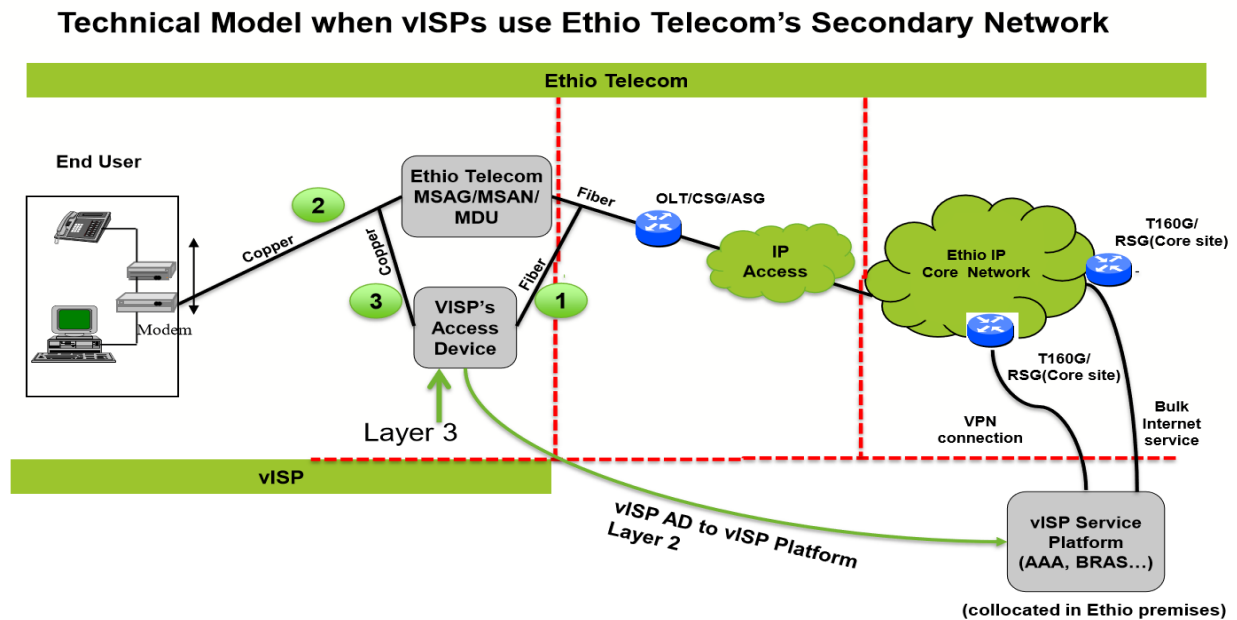 Technical Model when vISPs use Ethio Telecom's Secondary Network
Ethio Telecom
End User
Modem
2
Copper
Ethio Telecom
MSAG/MSAN/
MDU
Copper
3
VISP's
Access
Device
Fiber
Fiber
1
OLT/CSG/ASG
IP
Access
Ethio IP
Core Network
T160G/
RSG(Core site)
T160G/
RSG(Core site)
VPN
connection
Bulk
Internet
service
Layer 3
vISP
vISP AD to vISP Platform
Layer 2
vISP Service
Platform
(AAA, BRAS...)
(collocated in Ethio premises)